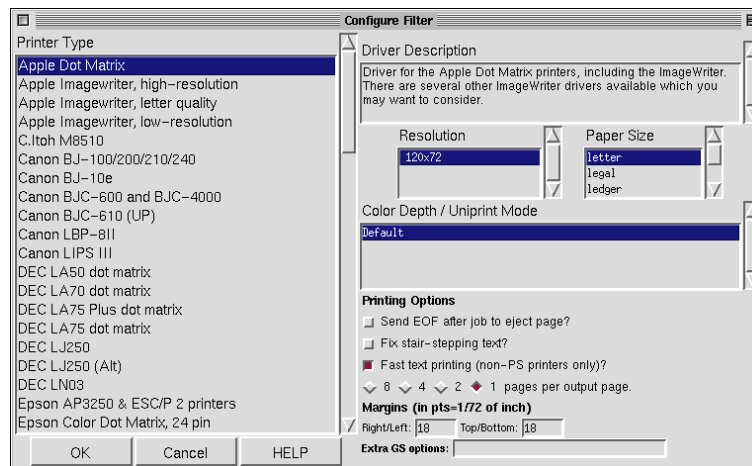 Configure Filter
Printer Type
Apple Dot Matrix
Apple Imagewriter, high-resolution
Apple Imagewriter, letter quality
Apple Imagewriter, low-resolution
C.Itoh M8510
Canon BJ-100/200/210/240
Canon BJ-10e
Canon BJC-600 and BJC-4000
Canon BJC-610 (UP)
Canon LBP-8II
Canon LIPS III
DEC LA50 dot matrix
DEC LA70 dot matrix
DEC LA75 Plus dot matrix
DEC LA75 dot matrix
DEC LJ250
DEC LJ250 (Alt)
DEC LN03
Epson AP3250 & ESC/P 2 printers
Epson Color Dot Matrix, 24 pin
OK Cancel HELP
Driver Description
Driver for the Apple Dot Matrix printers, including the ImageWriter.
There are several other ImageWriter drivers available which you
may want to consider.
Resolution
120x72
Paper Size
letter
legal
ledger
Color Depth / Uniprint Mode
Default
Printing Options
Send EOF after job to eject page?
Fix stair-stepping text?
Fast text printing (non-PS printers only)?
8 4 2 1 pages per output page.
Margins (in pts=1/72 of inch)
Right/Left: 18 Top/Bottom: 18
Extra GS options: